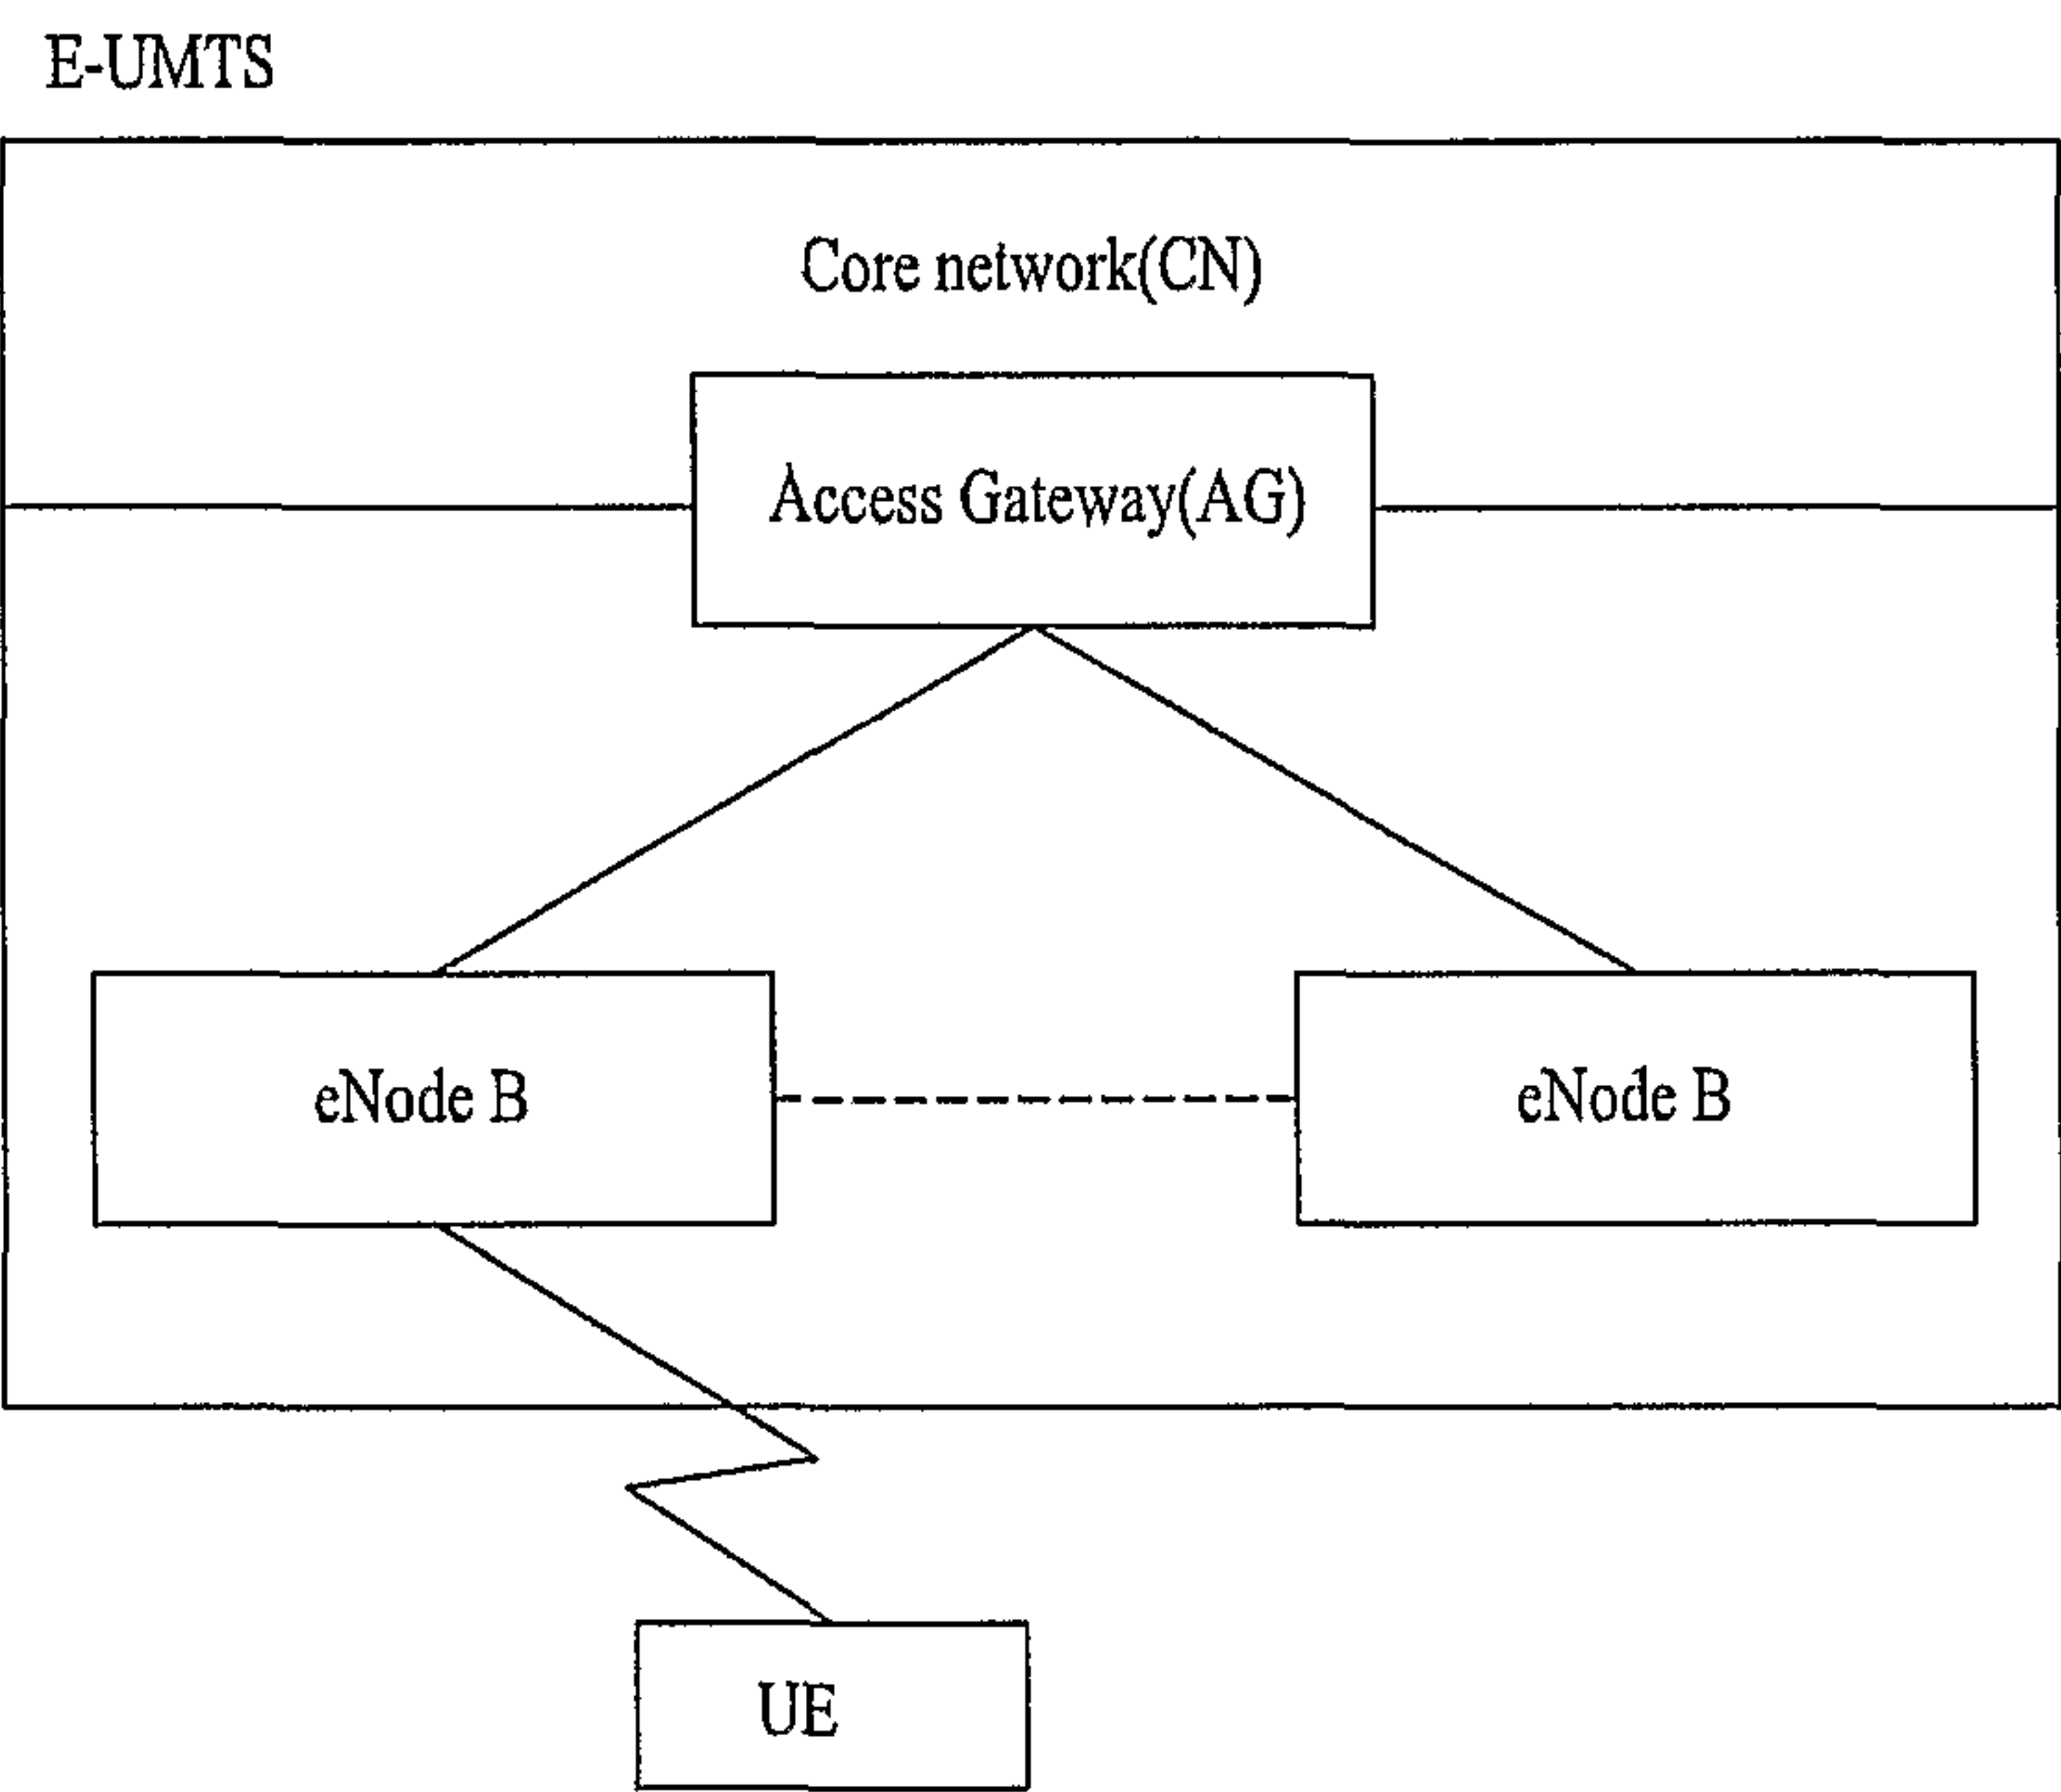 E-UMTS
Core network(CN)
Access Gateway(AG)
eNode B
eNode B
UE